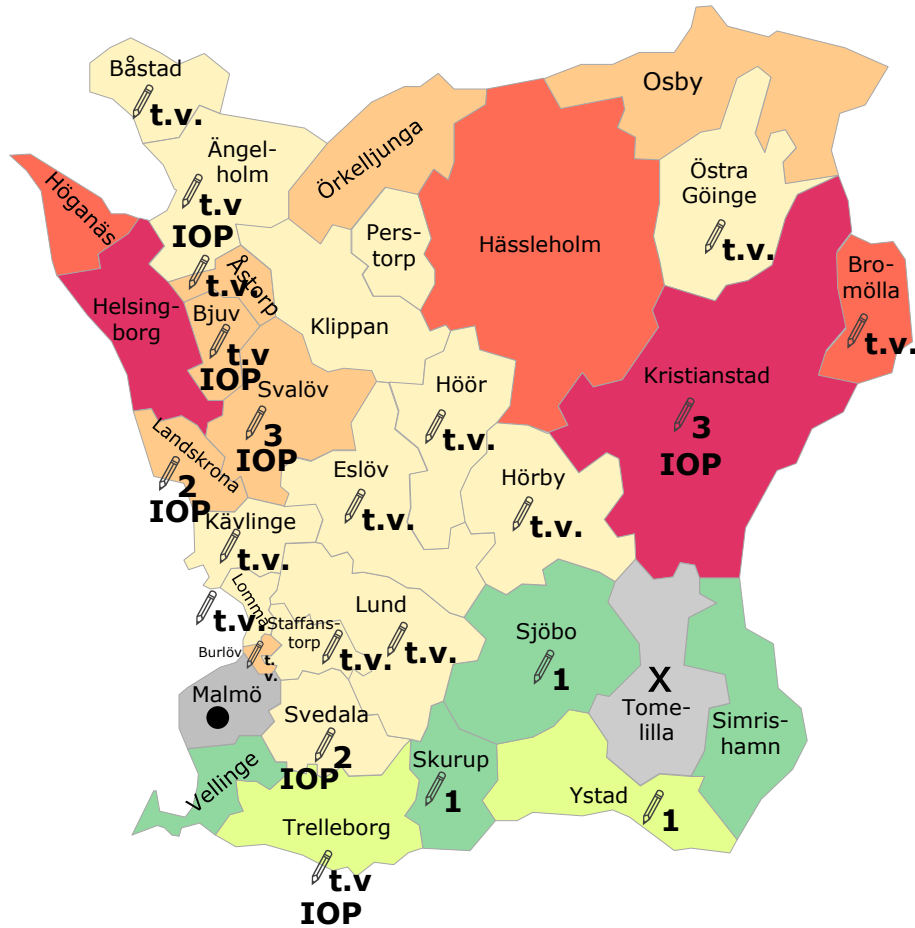 Båstad
t.v.
Osby
Ängel-
holm
t.v
IOP
Örkelljunga
Östra
Göinge
t.v.
Höganäs
Pers-
torp
Hässleholm
Bro-
mölla
t.v.
Åstorp
t.v.
Helsing-
borg
Bjuv
t.v
IOP
Klippan
Svalöv
3
IOP
Höör
t.v.
Kristianstad
3
IOP
Landskrona
2
IOP
Eslöv
t.v.
Hörby
t.v.
Kävlinge
t.v.
Lomma
t.v.
Staffans-
torp
t.v.
Lund
t.v.
Burlöv
t.
v.
Sjöbo
1
Malmö
X
Tome-
lilla
Simris-
hamn
Svedala
2
IOP
Skurup
1
Vellinge
Ystad
1
Trelleborg
t.v
IOP